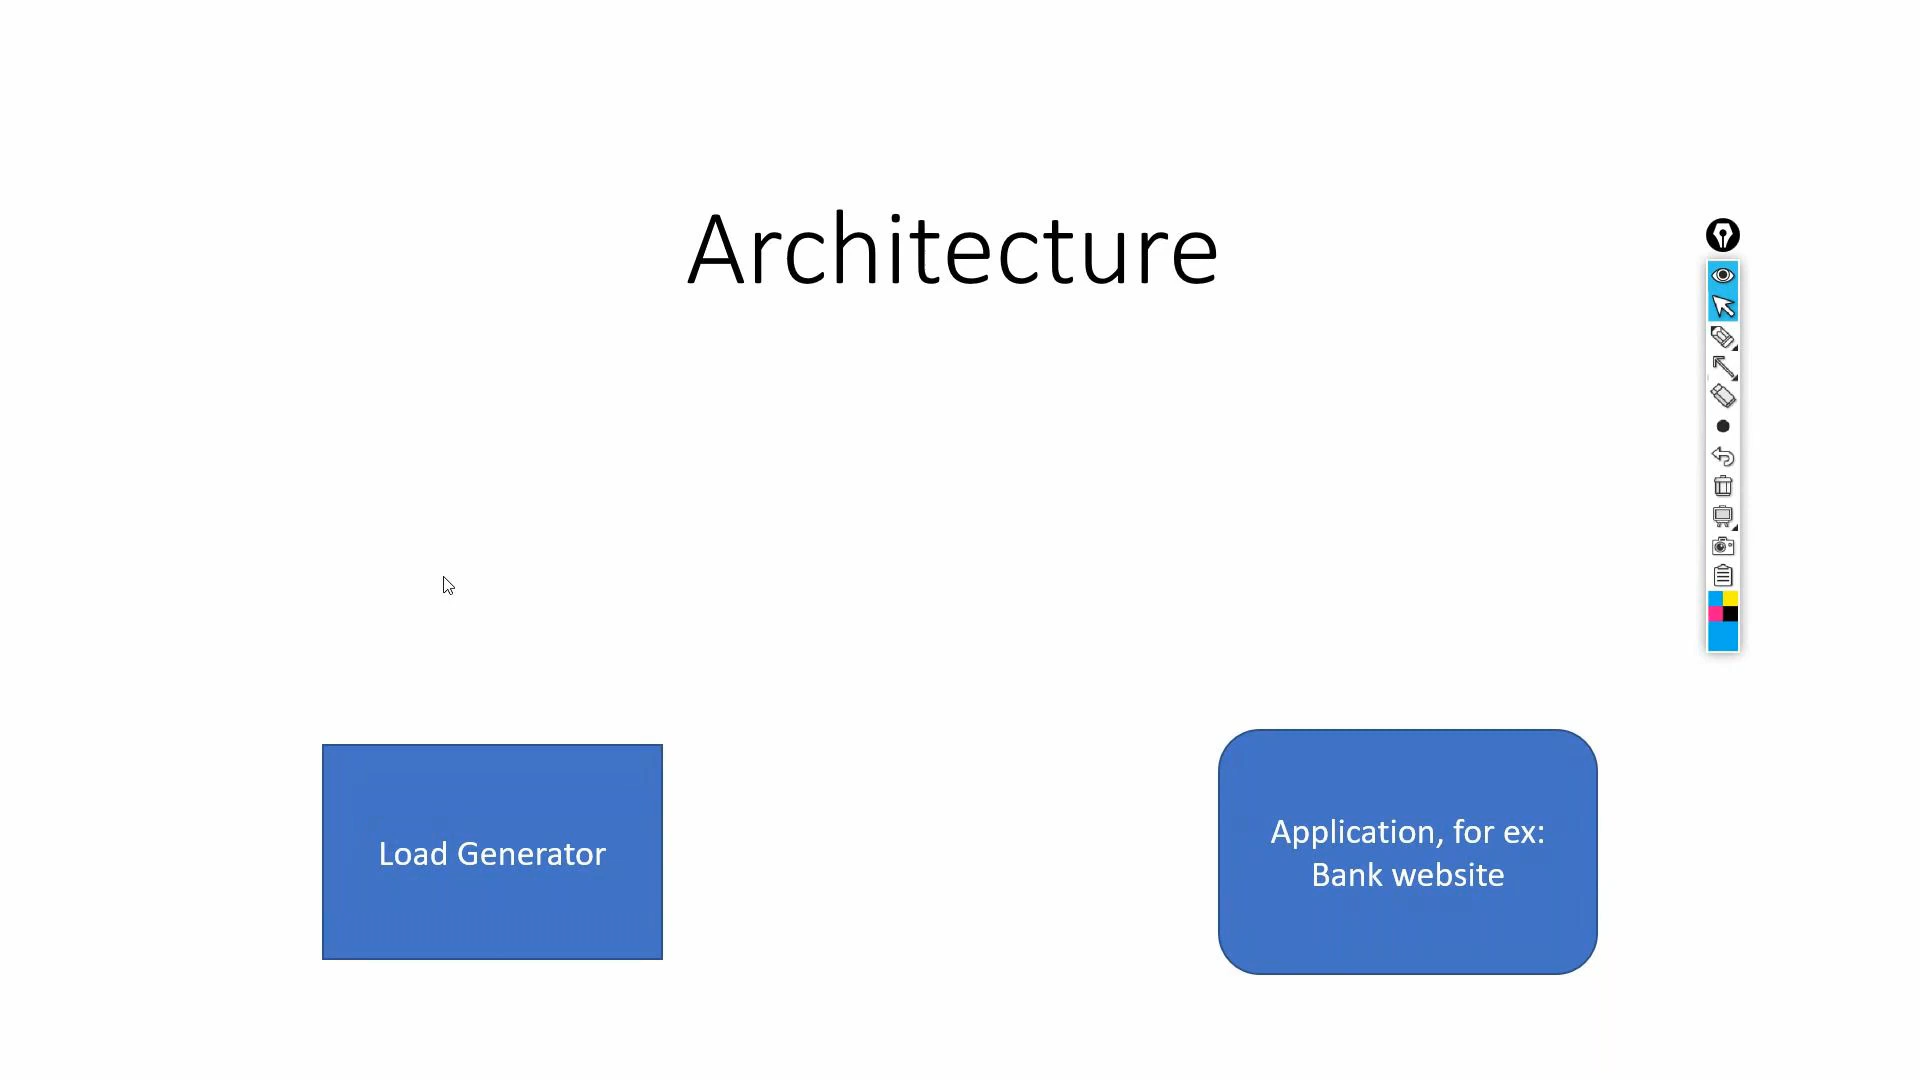 Architecture
Load Generator
Application, for ex:
Bank website